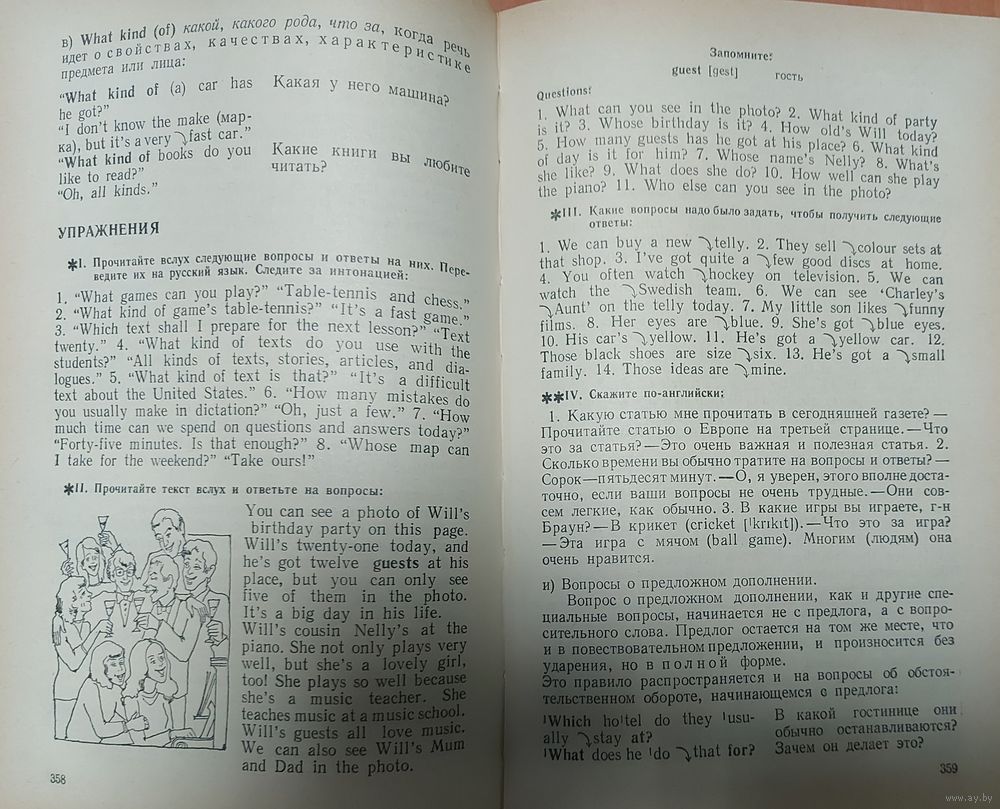 в) What kind (of) какой, какого рода, что за, когда речь
идет о свойствах, качествах, характеристике
предмета или лица:
"What kind of (a) car has Какая у него машина?
he got?"
"I don't know the make (мар-
ка), but it's a very fast car."
"What kind of books do you Какие книги вы любите
like to read?" читать?
"Oh, all kinds."
УПРАЖНЕНИЯ
*I. Прочитайте вслух следующие вопросы и ответы на них. Пере-
ведите их на русский язык. Следите за интонацией:
1. "What games can you play?" "Table-tennis and chess."
2. "What kind of game's table-tennis?" "It's a fast game."
3. "Which text shall I prepare for the next lesson?" "Text
twenty." 4. "What kind of texts do you use with the
students?" "All kinds of texts, stories, articles, and dia-
logues." 5. "What kind of text is that?" "It's a difficult
text about the United States." 6. "How many mistakes do
you usually make in dictation?" "Oh, just a few." 7. "How
much time can we spend on questions and answers today?"
"Forty-five minutes. Is that enough?" 8. "Whose map can
I take for the weekend?" "Take ours!"
*II. Прочитайте текст вслух и ответьте на вопросы:
You can see a photo of Will's
birthday party on this page.
Will's twenty-one today, and
he's got twelve guests at his
place, but you can only see
five of them in the photo.
It's a big day in his life.
Will's cousin Nelly's at the
piano. She not only plays very
well, but she's a lovely girl,
too! She plays so well because
she's a music teacher. She
teaches music at a music school.
Will's guests all love music.
We can also see Will's Mum
and Dad in the photo.
358
Запомните:
guest [gest] гость
Questions:
1. What can you see in the photo? 2. What kind of party
is it? 3. Whose birthday is it? 4. How old's Will today?
5. How many guests has he got at his place? 6. What kind
of day is it for him? 7. Whose name's Nelly? 8. What's
she like? 9. What does she do? 10. How well can she play
the piano? 11. Who else can you see in the photo?
*III. Какие вопросы надо было задать, чтобы получить следующие
ответы:
1. We can buy a new telly. 2. They sell colour sets at
that shop. 3. I've got quite a few good discs at home.
4. You often watch hockey on television. 5. We can
watch the Swedish team. 6. We can see 'Charley's
Aunt' on the telly today. 7. My little son likes funny
films. 8. Her eyes are blue. 9. She's got blue eyes.
10. His car's yellow. 11. He's got a yellow car. 12.
Those black shoes are size six. 13. He's got a small
family. 14. Those ideas are mine.
**IV. Скажите по-английски:
1. Какую статью мне прочитать в сегодняшней газете?—
Прочитайте статью о Европе на третьей странице.—Что
это за статья?—Это очень важная и полезная статья. 2.
Сколько времени вы обычно тратите на вопросы и ответы?—
Сорок—пятьдесят минут.—О, я уверен, этого вполне доста-
точно, если ваши вопросы не очень трудные.—Они сов-
сем легкие, как обычно. 3. В какие игры вы играете, г-н
Браун?—В крикет (cricket ['krıkıt]).—Что это за игра?
—Эта игра с мячом (ball game). Многим (людям) она
очень нравится.
и) Вопросы о предложном дополнении.
Вопрос о предложном дополнении, как и другие спе-
циальные вопросы, начинается не с предлога, а с вопро-
сительного слова. Предлог остается на том же месте, что
и в повествовательном предложении, и произносится без
ударения, но в полной форме.
Это правило распространяется и на вопросы об обстоя-
тельственном обороте, начинающемся с предлога:
'Which ho'tel do they 'usu- В какой гостинице они
ally stay at? обычно останавливаются?
'What does he 'do that for? Зачем он делает это?
359
www.ay.by